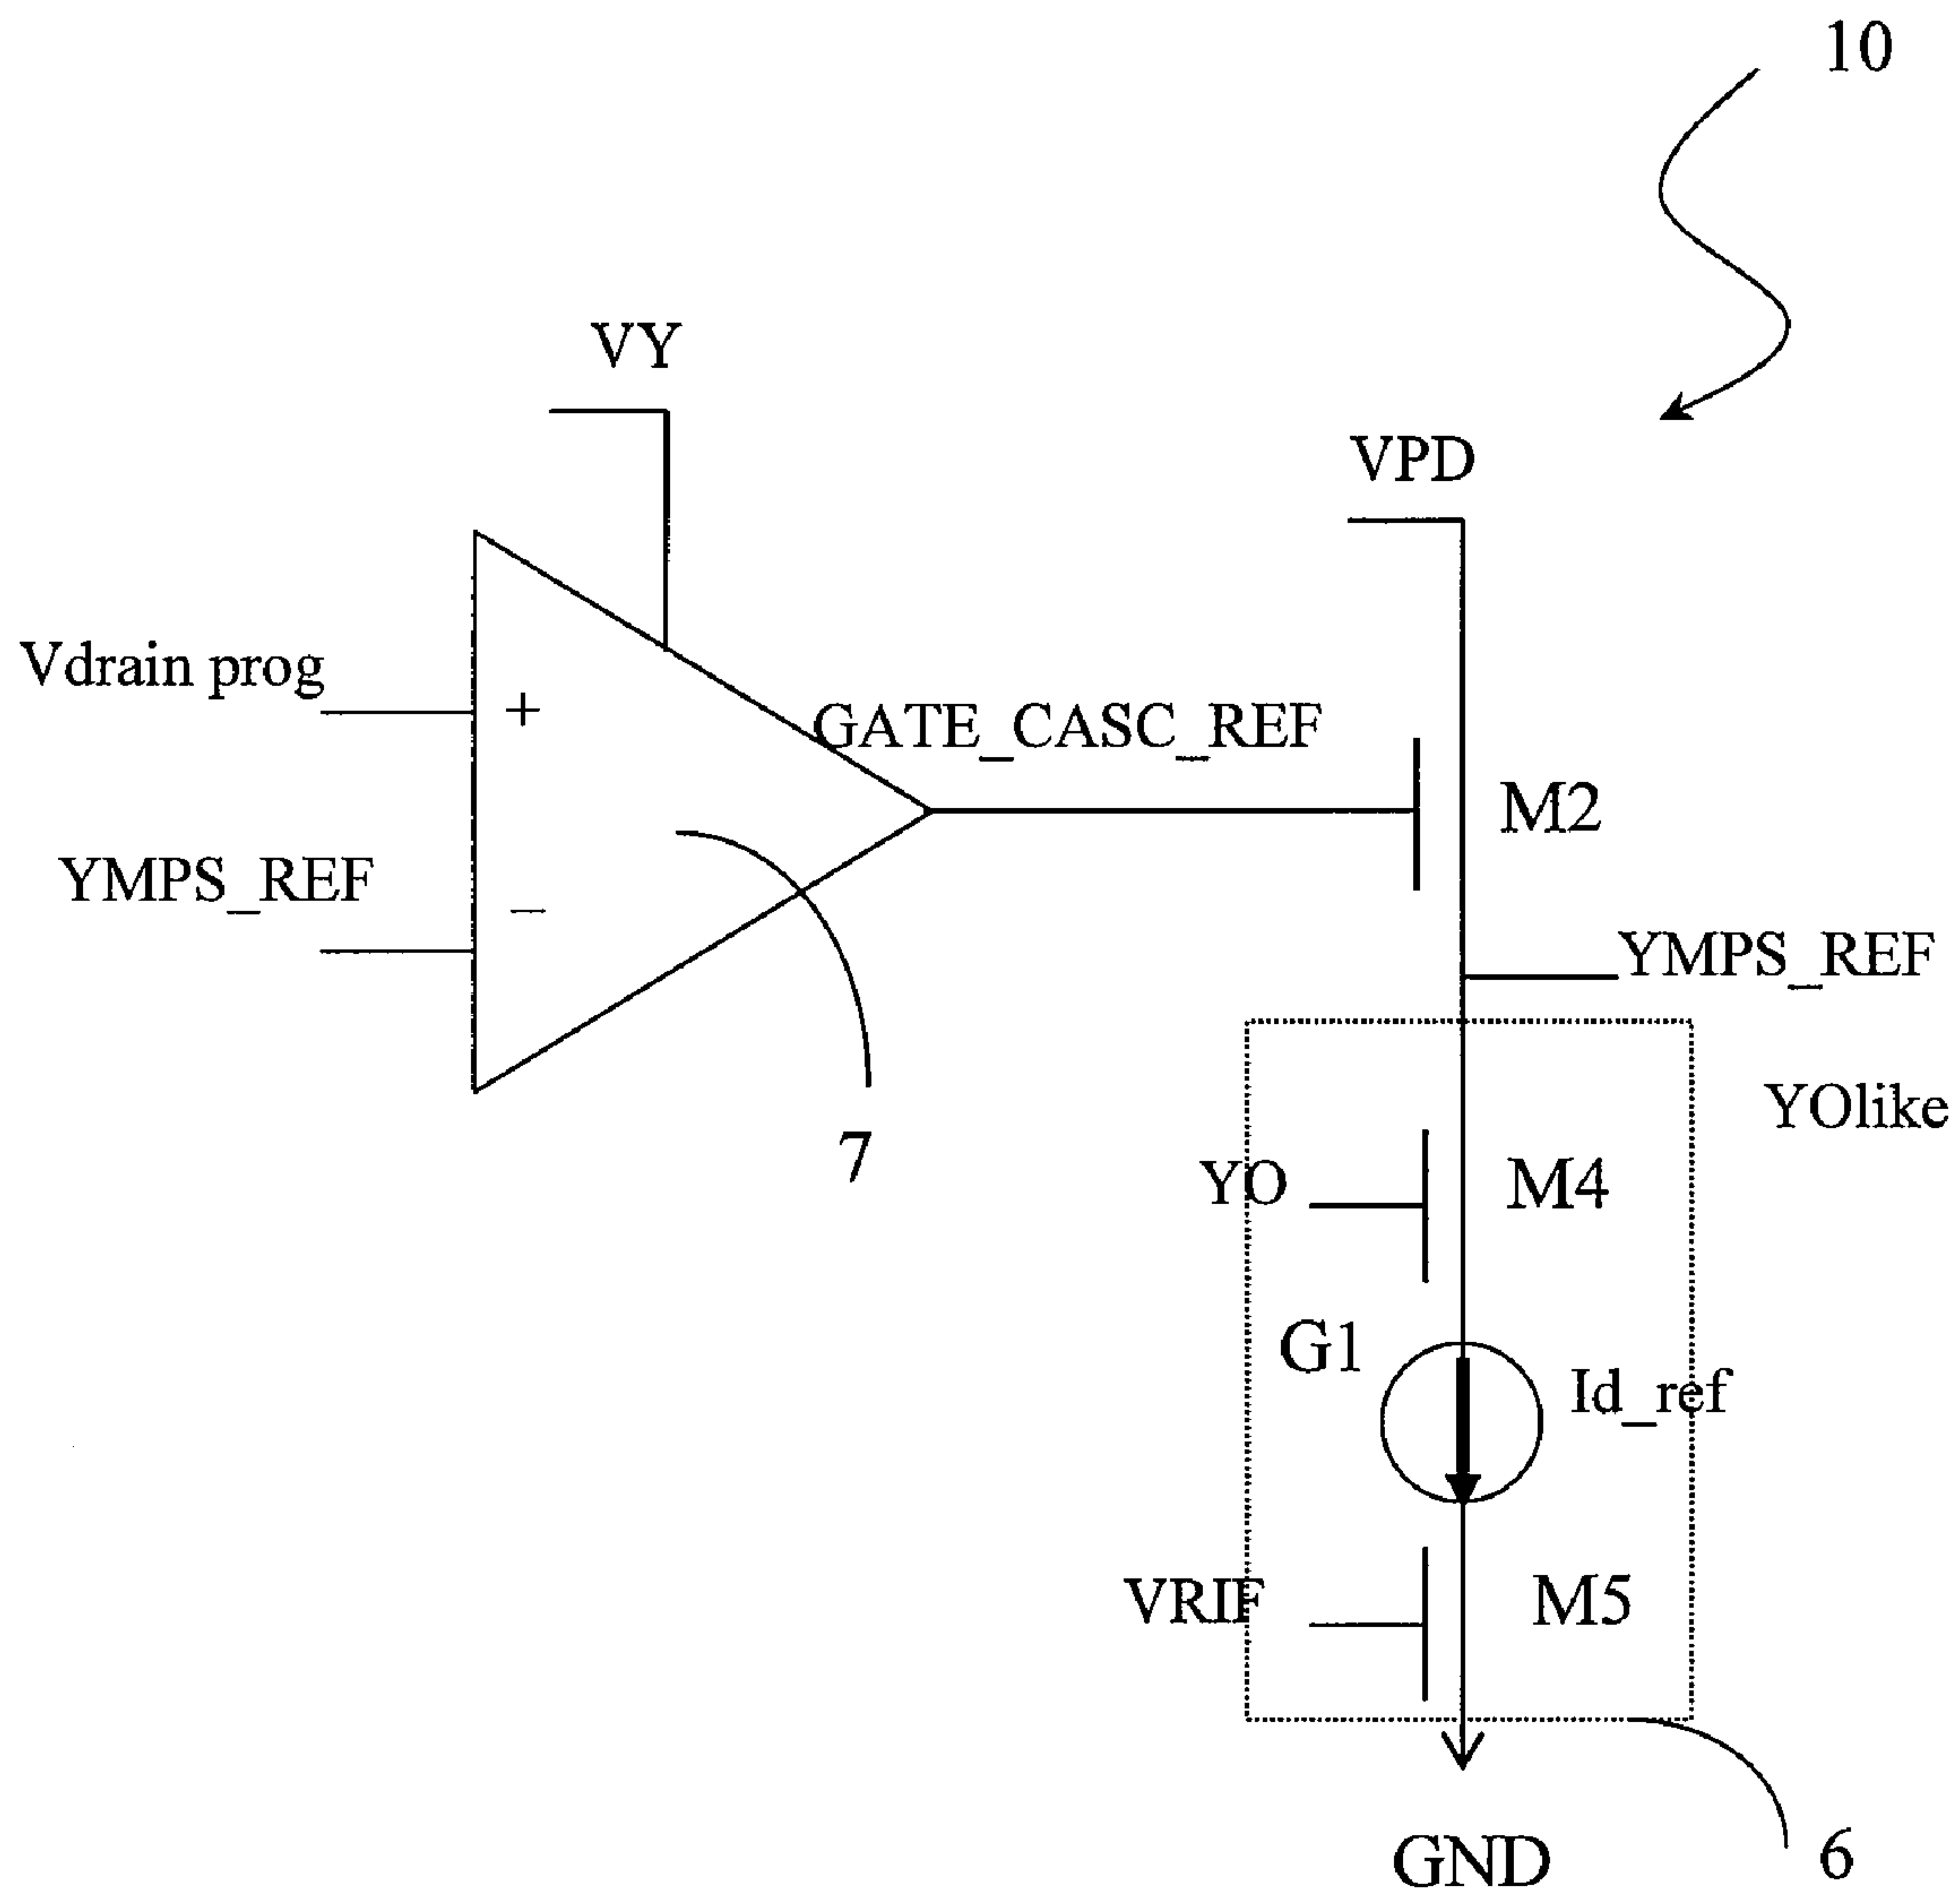 10
VY
VPD
Vdrain prog
+
GATE_CASC_REF
M2
YMPS_REF
−
YMPS_REF
YOlike
7
YO
M4
G1
Id_ref
VRIF
M5
GND
6